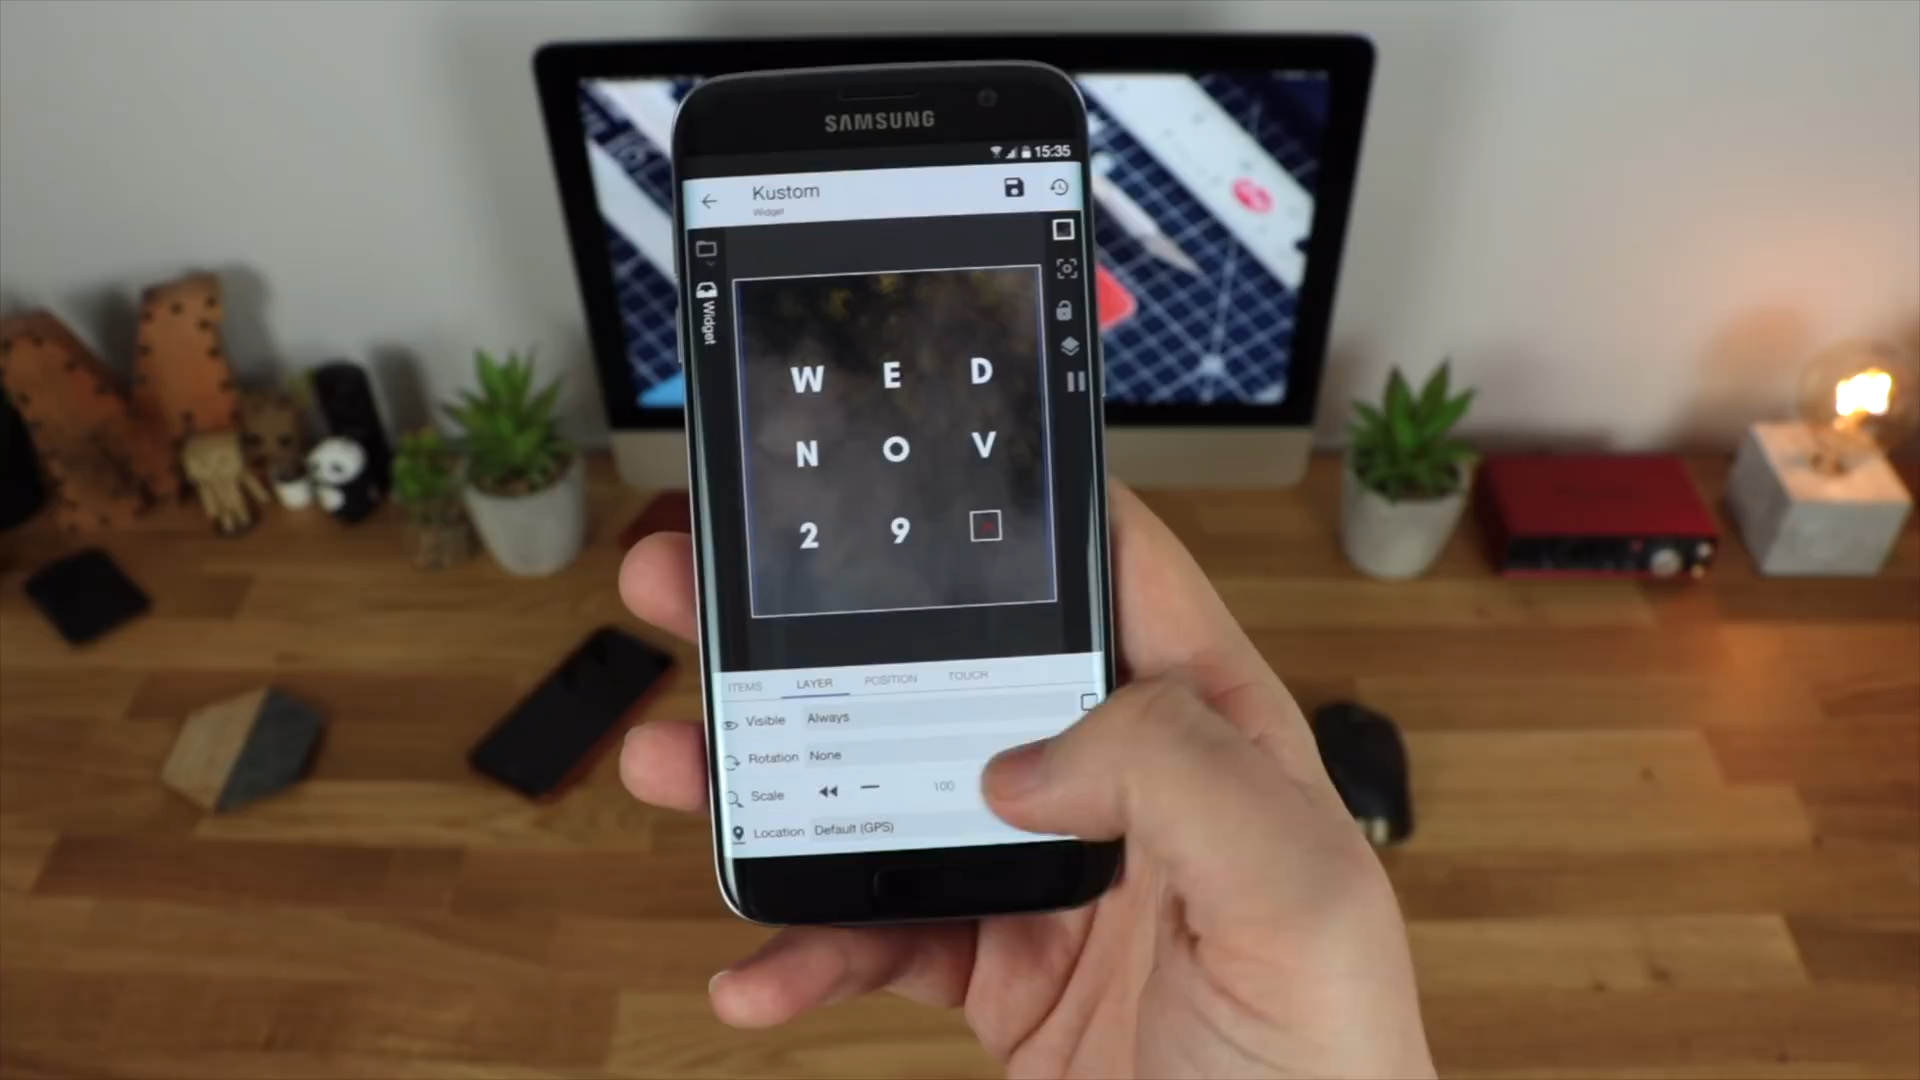 SAMSUNG
15:35
Kustom
Widget
Widget
W E D
N O V
2 9
ITEMS LAYER POSITION TOUCH
Visible Always
Rotation None
Scale 100
Location Default (GPS)